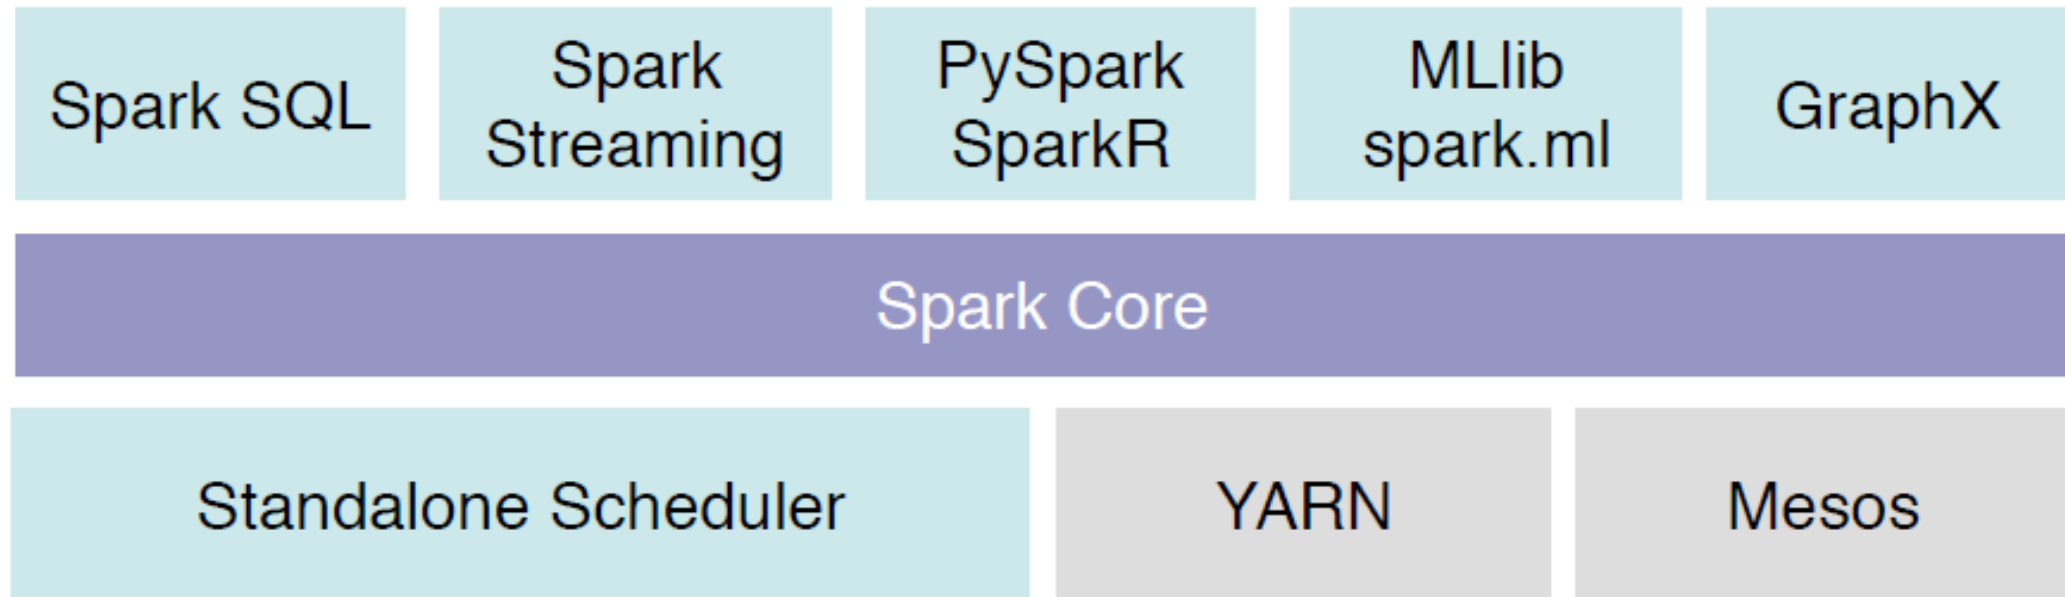 Spark SQL
Spark
Streaming
PySpark
SparkR
MLlib
spark.ml
GraphX
Spark Core
Standalone Scheduler
YARN
Mesos